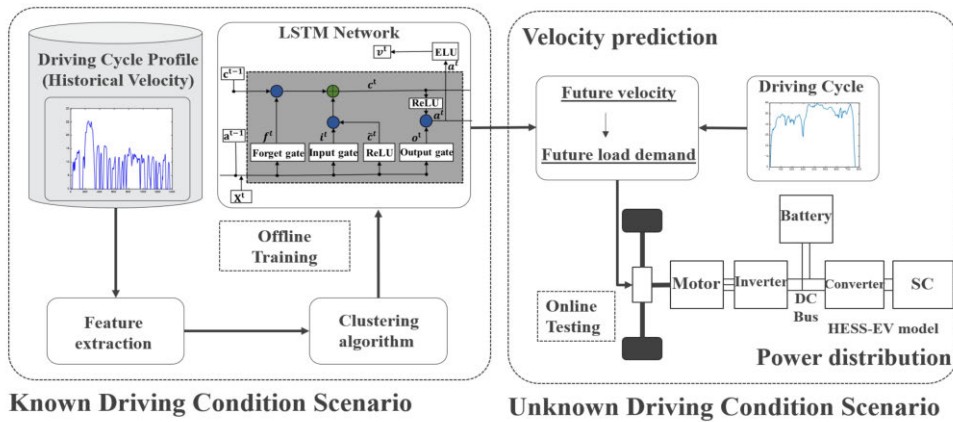 Driving Cycle Profile
(Historical Velocity)
LSTM Network
v^t
ELU
a^t
c^{t-1}
c^t
ReLU
a^t
a^{t-1}
f^t
i^t
c̃^t
o^t
Forget gate
Input gate
ReLU
Output gate
X^t
Offline
Training
Feature
extraction
Clustering
algorithm
Known Driving Condition Scenario
Velocity prediction
Future velocity
Future load demand
Driving Cycle
Battery
Motor
Inverter
DC
Bus
Converter
SC
Online
Testing
HESS-EV model
Power distribution
Unknown Driving Condition Scenario